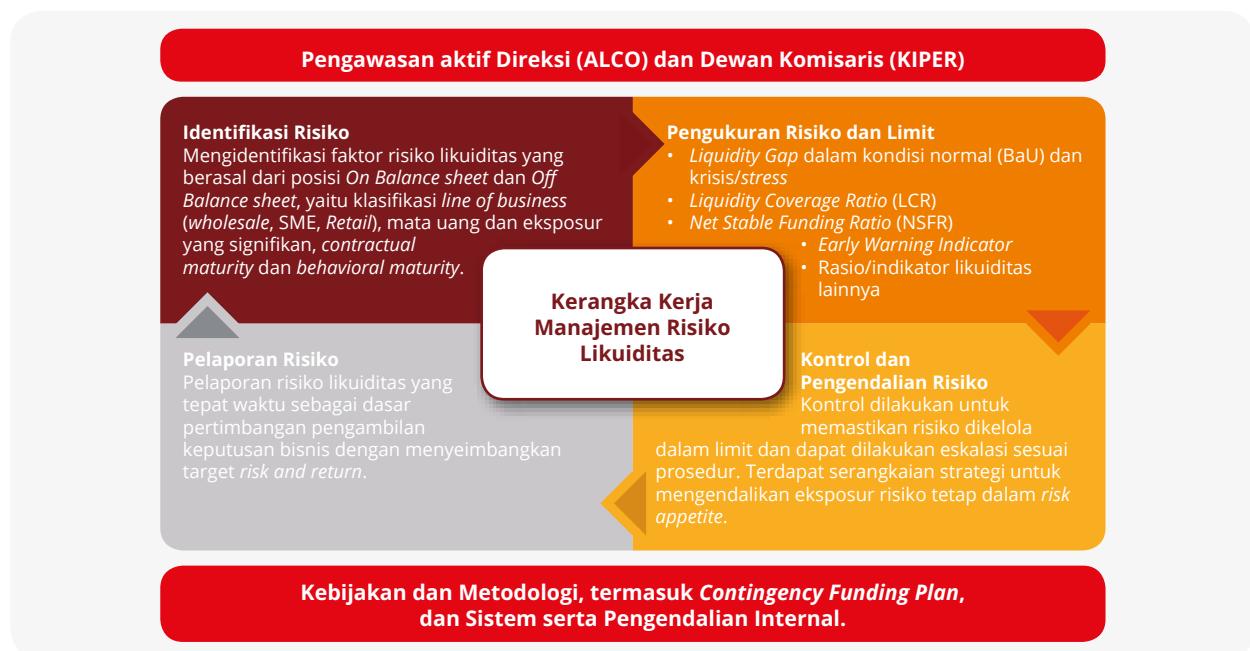 Pengawasan aktif Direksi (ALCO) dan Dewan Komisaris (KIPER)
Identifikasi Risiko
Mengidentifikasi faktor risiko likuiditas yang
berasal dari posisi On Balance sheet dan Off
Balance sheet, yaitu klasifikasi line of business
(wholesale, SME, Retail), mata uang dan eksposur
yang signifikan, contractual
maturity dan behavioral maturity.
Pengukuran Risiko dan Limit
• Liquidity Gap dalam kondisi normal (BaU) dan
krisis/stress
• Liquidity Coverage Ratio (LCR)
• Net Stable Funding Ratio (NSFR)
• Early Warning Indicator
• Rasio/indikator likuiditas
lainnya
Kerangka Kerja
Manajemen Risiko
Likuiditas
Pelaporan Risiko
Pelaporan risiko likuiditas yang
tepat waktu sebagai dasar
pertimbangan pengambilan
keputusan bisnis dengan menyeimbangkan
target risk and return.
Kontrol dan
Pengendalian Risiko
Kontrol dilakukan untuk
memastikan risiko dikelola
dalam limit dan dapat dilakukan eskalasi sesuai
prosedur. Terdapat serangkaian strategi untuk
mengendalikan eksposur risiko tetap dalam risk
appetite.
Kebijakan dan Metodologi, termasuk Contingency Funding Plan,
dan Sistem serta Pengendalian Internal.